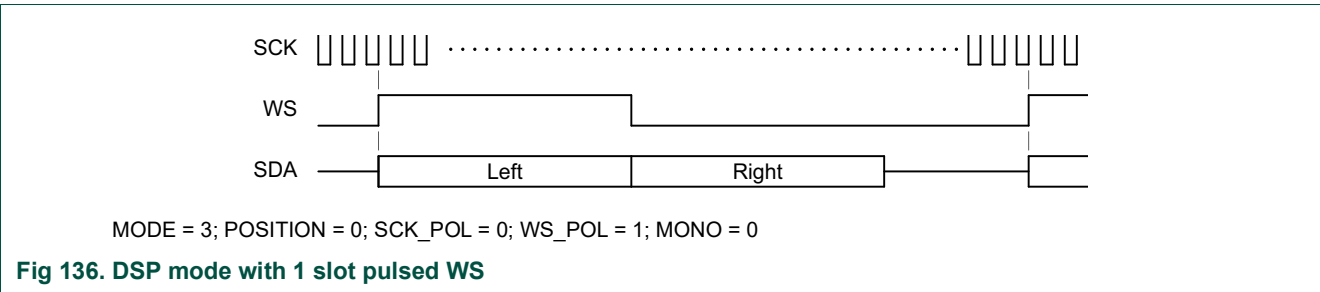 SCK
WS
SDA Left Right
MODE = 3; POSITION = 0; SCK_POL = 0; WS_POL = 1; MONO = 0
Fig 136. DSP mode with 1 slot pulsed WS